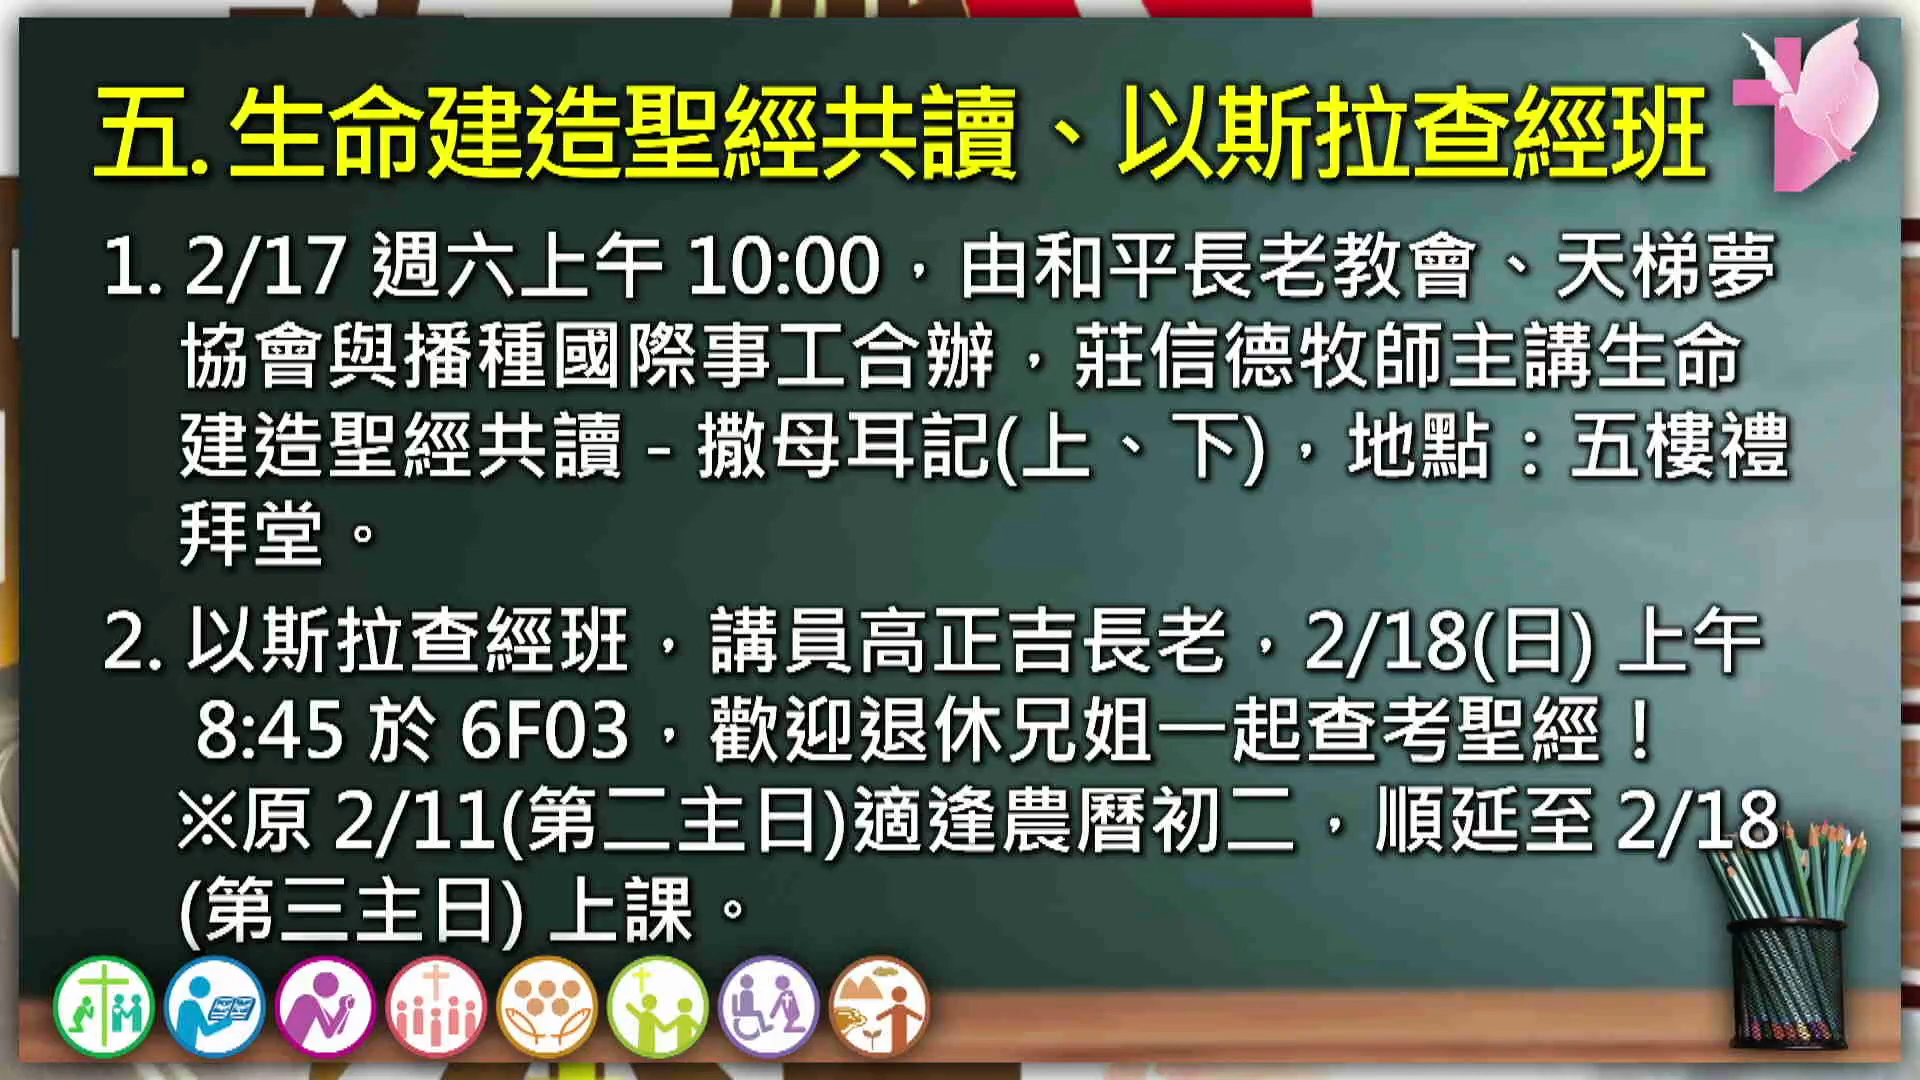 五. 生命建造聖經共讀、以斯拉查經班
1. 2/17 週六上午 10:00，由和平長老教會、天梯夢
協會與播種國際事工合辦，莊信德牧師主講生命
建造聖經共讀 – 撒母耳記(上、下)，地點：五樓禮
拜堂。
2. 以斯拉查經班，講員高正吉長老，2/18(日) 上午
8:45 於 6F03，歡迎退休兄姐一起查考聖經！
※原 2/11(第二主日)適逢農曆初二，順延至 2/18
(第三主日) 上課。